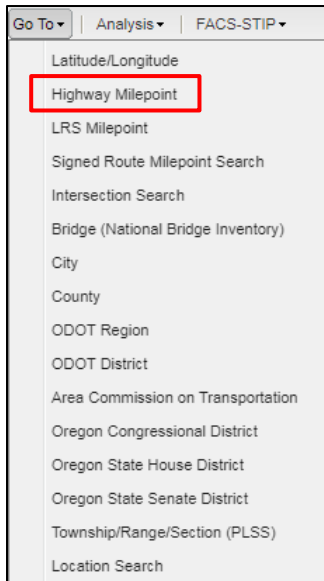 Go To Analysis FACS-STIP
Latitude/Longitude
Highway Milepoint
LRS Milepoint
Signed Route Milepoint Search
Intersection Search
Bridge (National Bridge Inventory)
City
County
ODOT Region
ODOT District
Area Commission on Transportation
Oregon Congressional District
Oregon State House District
Oregon State Senate District
Township/Range/Section (PLSS)
Location Search